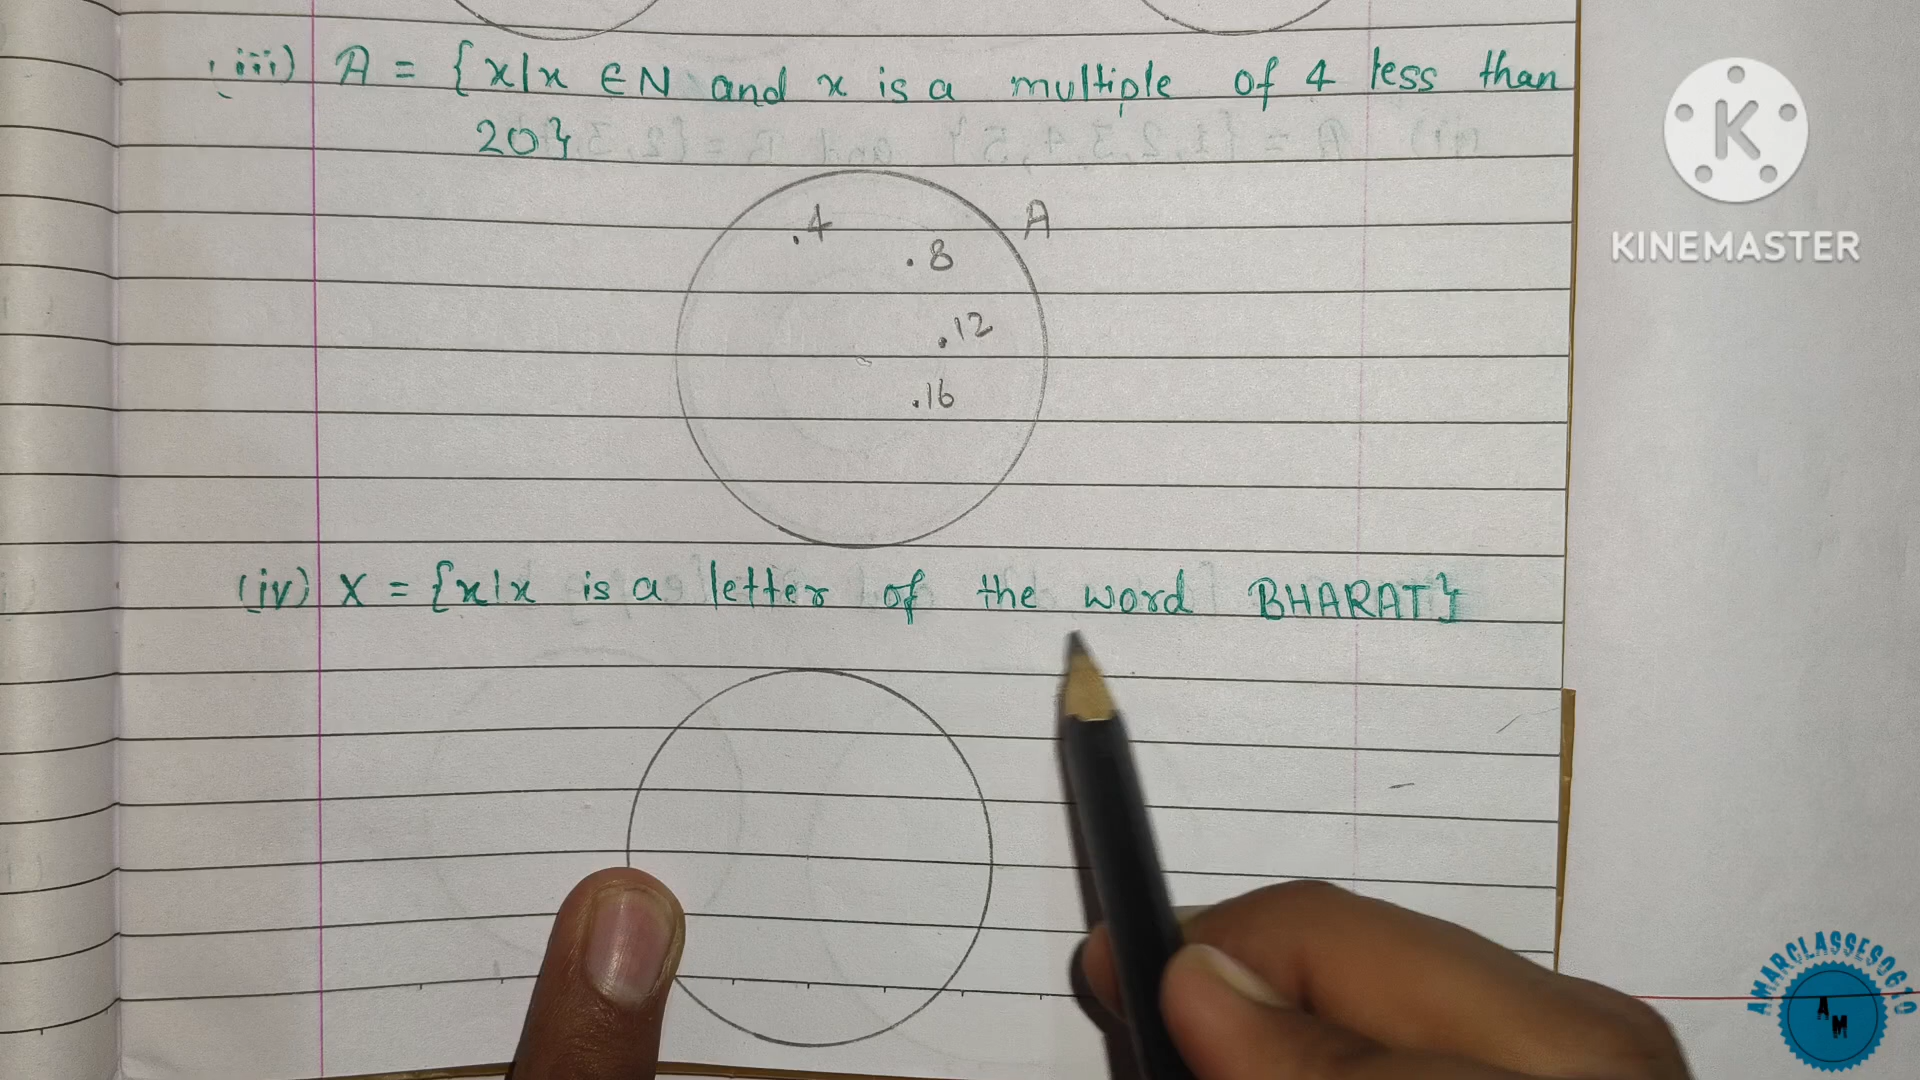 (iii) A = {x|x ∈ N and x is a multiple of 4 less than
20}
.4
A
.8
.12
.16
(iv) X = {x|x is a letter of the word BHARAT}
K
KINEMASTER
AMARCLASSES0610
AM